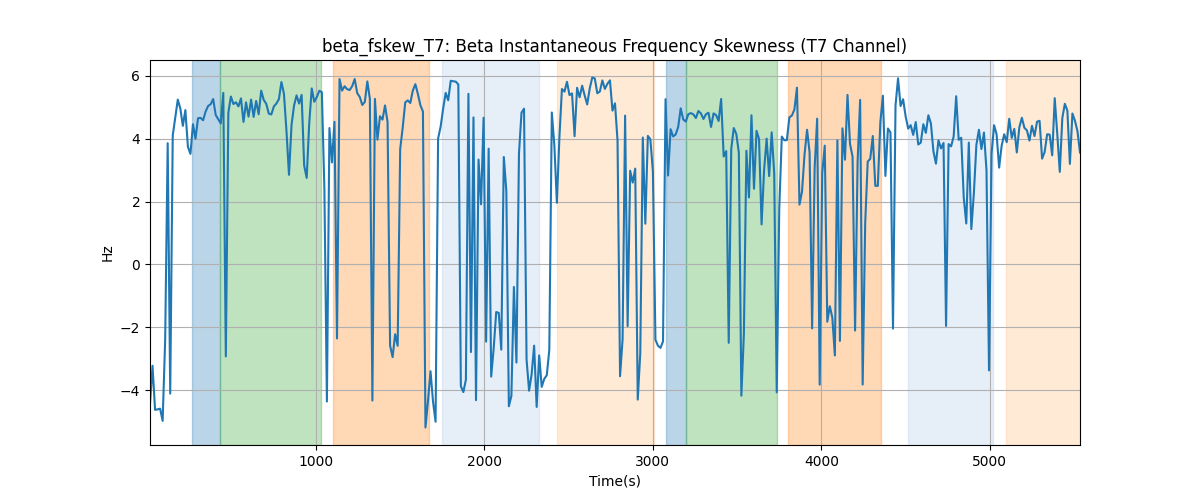 beta_fskew_T7: Beta Instantaneous Frequency Skewness (T7 Channel)
6
4
2
0
−2
−4
Hz
1000 2000 3000 4000 5000
Time(s)